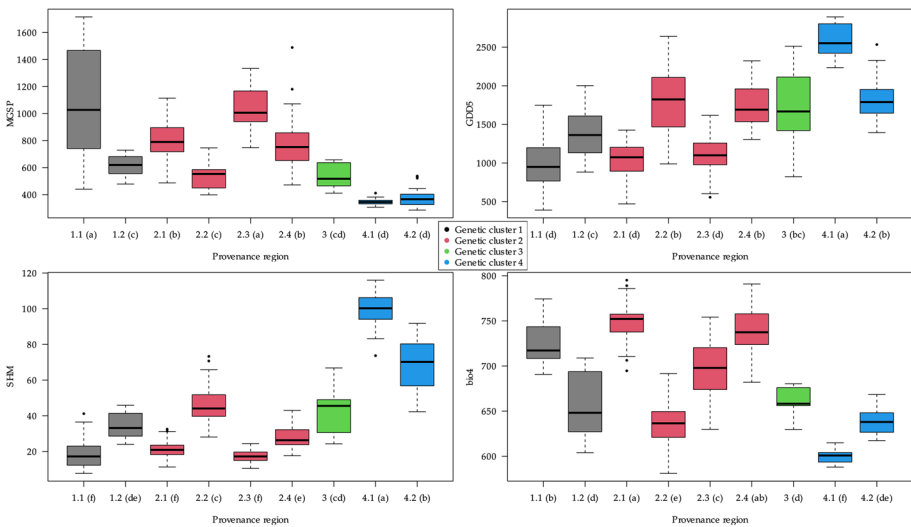 1600
1400
1200
1000
800
600
400
MGSP
1.1 (a) 1.2 (c) 2.1 (b) 2.2 (c) 2.3 (a) 2.4 (b) 3 (cd) 4.1 (d) 4.2 (d)
Provenance region
2500
2000
1500
1000
500
GDD5
1.1 (d) 1.2 (c) 2.1 (d) 2.2 (b) 2.3 (d) 2.4 (b) 3 (bc) 4.1 (a) 4.2 (b)
Provenance region
Genetic cluster 1
Genetic cluster 2
Genetic cluster 3
Genetic cluster 4
120
100
80
60
40
20
SHM
1.1 (f) 1.2 (de) 2.1 (f) 2.2 (c) 2.3 (f) 2.4 (e) 3 (cd) 4.1 (a) 4.2 (b)
Provenance region
800
750
700
650
600
bio4
1.1 (b) 1.2 (d) 2.1 (a) 2.2 (e) 2.3 (c) 2.4 (ab) 3 (d) 4.1 (f) 4.2 (de)
Provenance region